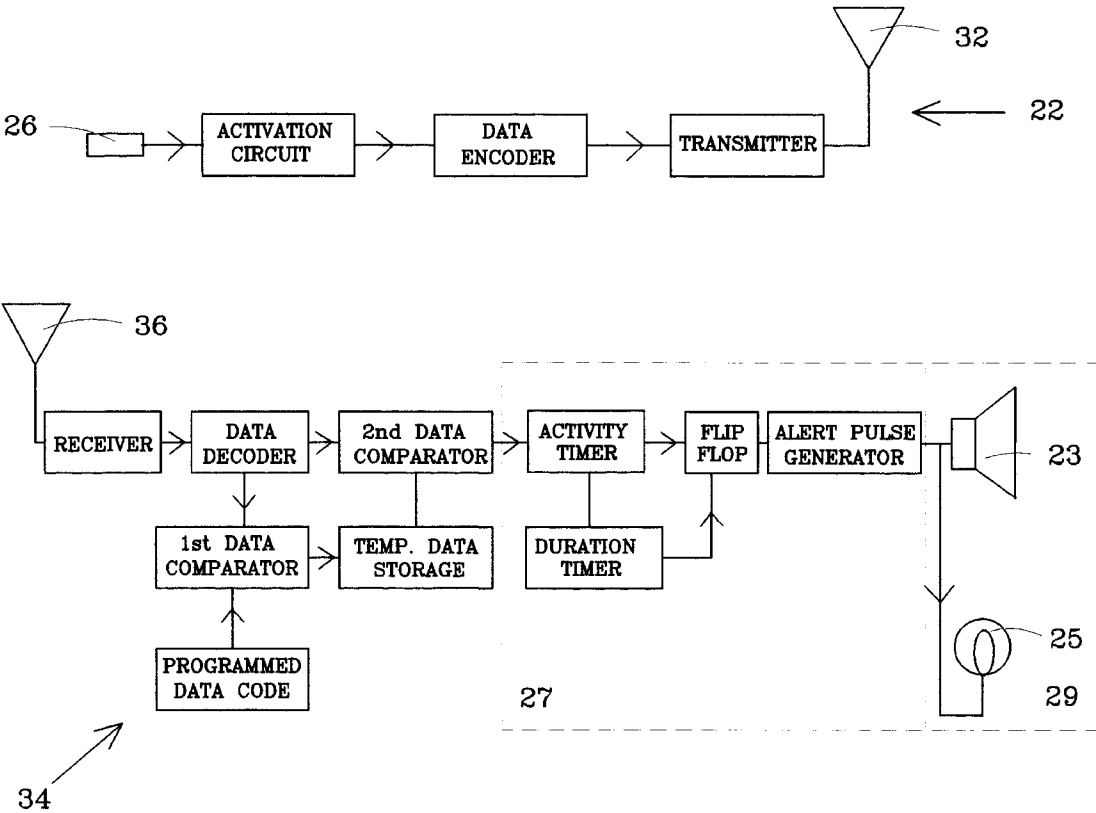 32
26
ACTIVATION
CIRCUIT
DATA
ENCODER
TRANSMITTER
22
36
RECEIVER
DATA
DECODER
2nd DATA
COMPARATOR
ACTIVITY
TIMER
FLIP
FLOP
ALERT PULSE
GENERATOR
23
1st DATA
COMPARATOR
TEMP. DATA
STORAGE
DURATION
TIMER
PROGRAMMED
DATA CODE
25
27
29
34